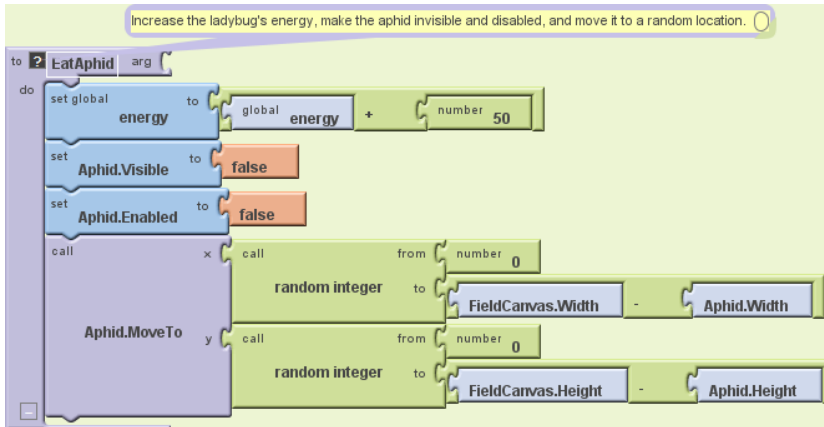 Increase the ladybug's energy, make the aphid invisible and disabled, and move it to a random location.
to ? EatAphid arg
do
set global energy to global energy + number 50
set Aphid.Visible to false
set Aphid.Enabled to false
call Aphid.MoveTo
x call random integer from number 0
to FieldCanvas.Width - Aphid.Width
y call random integer from number 0
to FieldCanvas.Height - Aphid.Height